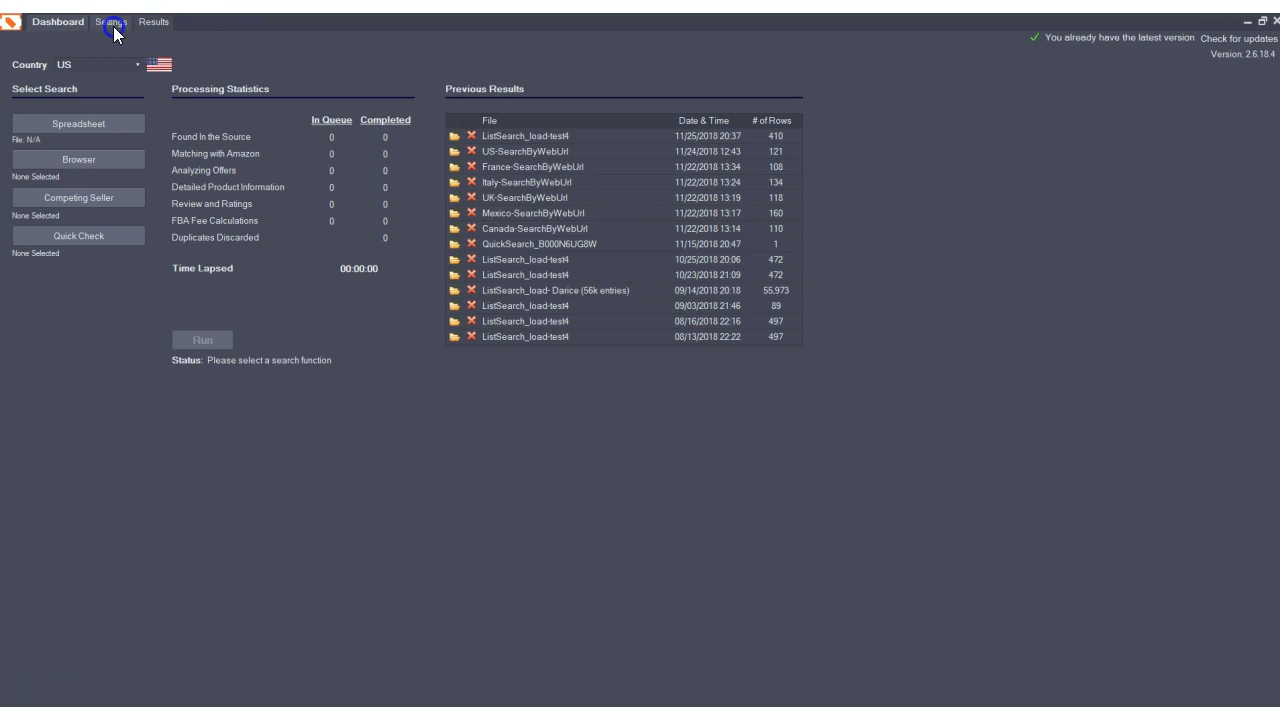 Dashboard Settings Results
You already have the latest version Check for updates
Version: 2.6.18.4
Country US
Select Search
Spreadsheet
File: N/A
Browser
None Selected
Competing Seller
None Selected
Quick Check
None Selected
Processing Statistics
In Queue Completed
Found In the Source 0 0
Matching with Amazon 0 0
Analyzing Offers 0 0
Detailed Product Information 0 0
Review and Ratings 0 0
FBA Fee Calculations 0 0
Duplicates Discarded 0
Time Lapsed 00:00:00
Run
Status: Please select a search function
Previous Results
File Date & Time # of Rows
ListSearch_load-test4 11/25/2018 20:37 410
US-SearchByWebUrl 11/24/2018 12:43 121
France-SearchByWebUrl 11/22/2018 13:34 108
Italy-SearchByWebUrl 11/22/2018 13:24 134
UK-SearchByWebUrl 11/22/2018 13:19 118
Mexico-SearchByWebUrl 11/22/2018 13:17 160
Canada-SearchByWebUrl 11/22/2018 13:14 110
QuickSearch_B000N6UG8W 11/15/2018 20:47 1
ListSearch_load-test4 10/25/2018 20:06 472
ListSearch_load-test4 10/23/2018 21:09 472
ListSearch_load- Darice (56k entries) 09/14/2018 20:18 55,973
ListSearch_load-test4 09/03/2018 21:46 89
ListSearch_load-test4 08/16/2018 22:16 497
ListSearch_load-test4 08/13/2018 22:22 497